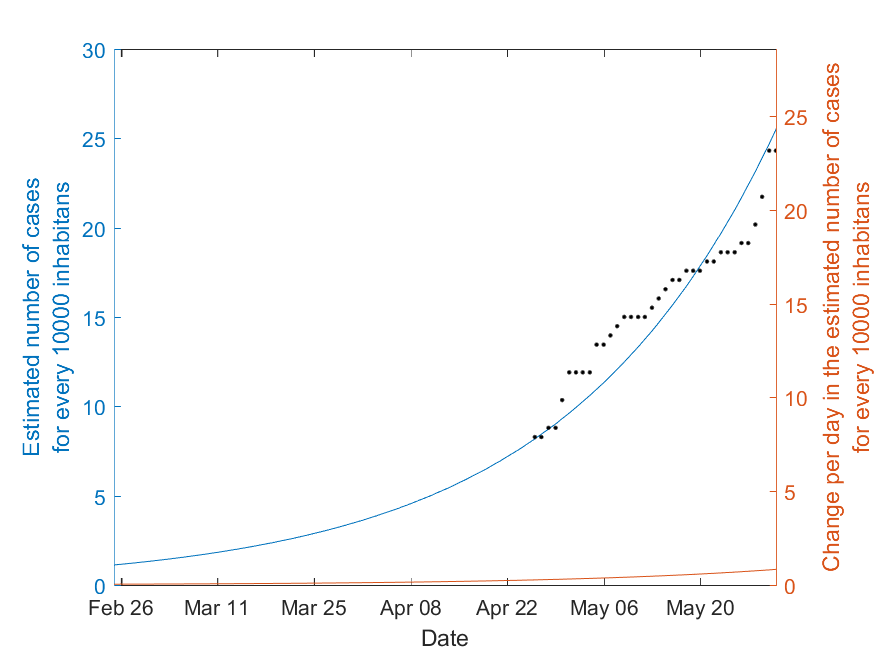 Estimated number of cases
for every 10000 inhabitans
30
25
20
15
10
5
0
25
20
15
10
5
0
Change per day in the estimated number of cases
for every 10000 inhabitans
Feb 26 Mar 11 Mar 25 Apr 08 Apr 22 May 06 May 20
Date